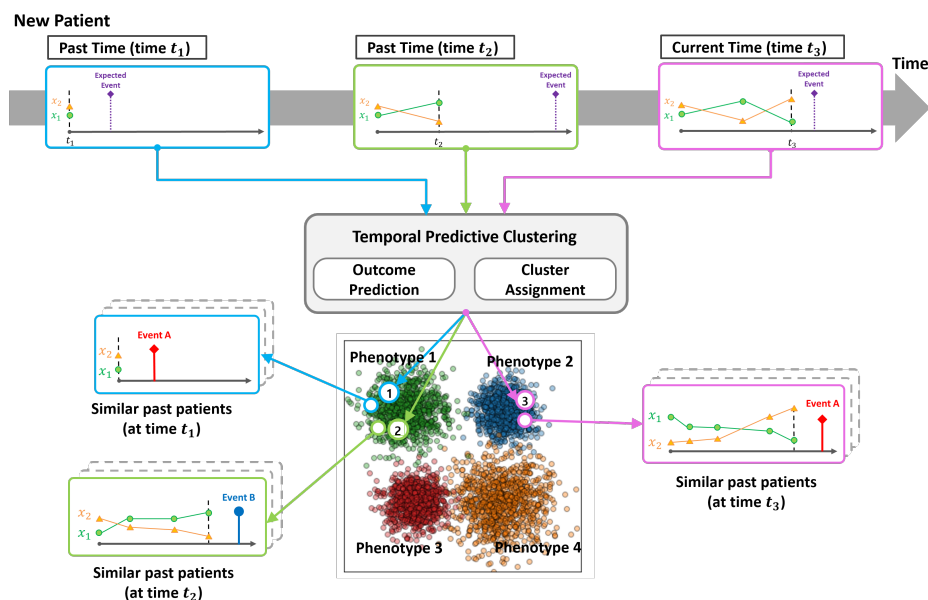 New Patient
Past Time (time t₁)
Past Time (time t₂)
Current Time (time t₃)
Time
Expected
Event
x₂
x₁
t₁
Expected
Event
x₂
x₁
t₂
Expected
Event
x₂
x₁
t₃
Temporal Predictive Clustering
Outcome
Prediction
Cluster
Assignment
Event A
x₂
x₁
Similar past patients
(at time t₁)
Phenotype 1
Phenotype 2
1
2
3
Phenotype 3
Phenotype 4
Event A
x₁
x₂
Similar past patients
(at time t₃)
Event B
x₂
x₁
Similar past patients
(at time t₂)